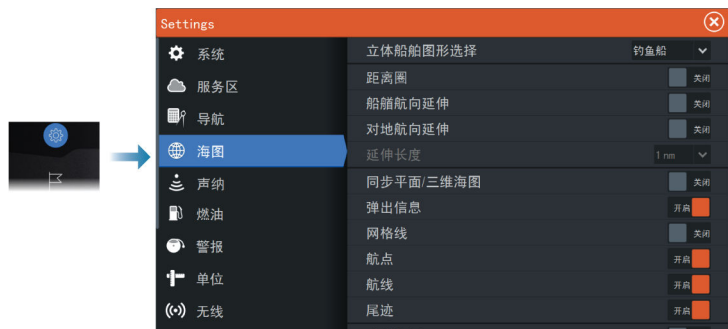 Settings
系统
服务区
导航
海图
声纳
燃油
警报
单位
无线
立体船舶图形选择 钓鱼船
距离圈 关闭
船艏航向延伸 关闭
对地航向延伸 关闭
延伸长度 1 nm
同步平面/三维海图 关闭
弹出信息 开启
网格线 关闭
航点 开启
航线 开启
尾迹 开启